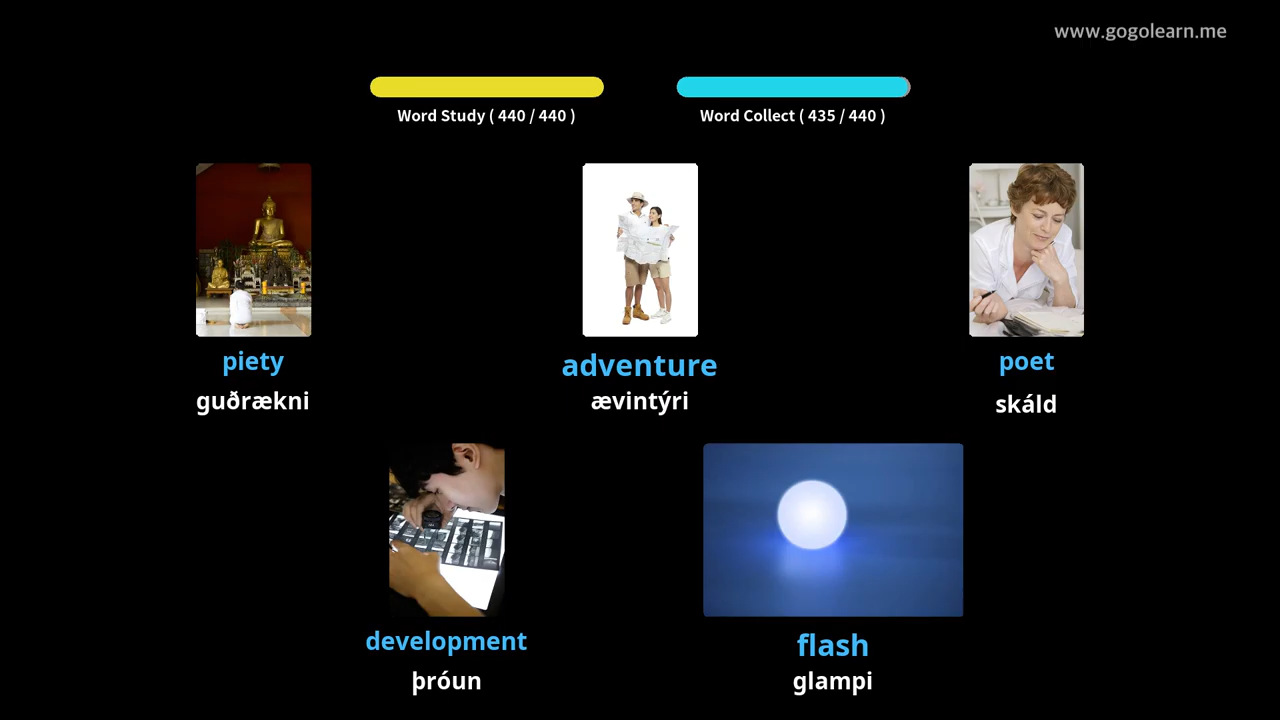 www.gogolearn.me
Word Study ( 440 / 440 )
Word Collect ( 435 / 440 )
piety
guðrækni
adventure
ævintýri
poet
skáld
development
þróun
flash
glampi